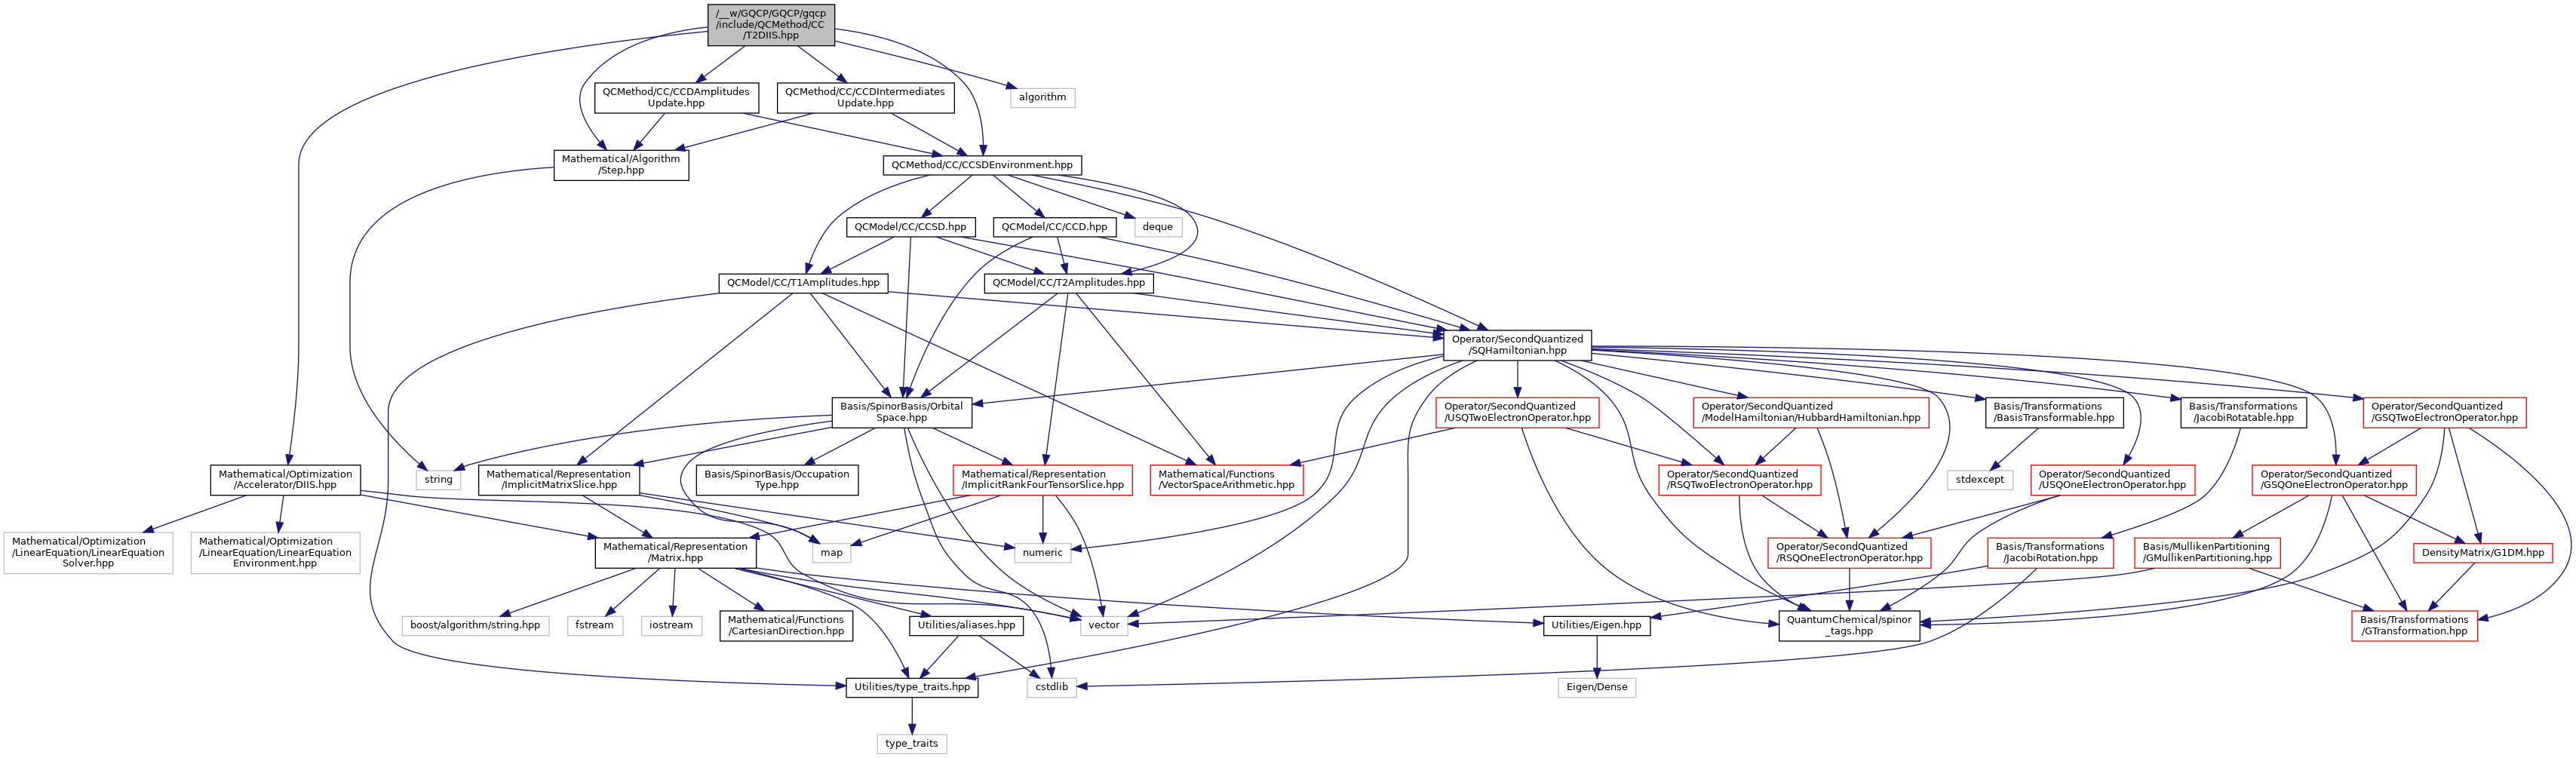 /__w/GQCP/GQCP/gqcp
/include/QCMethod/CC
/T2DIIS.hpp
QCMethod/CC/CCDAmplitudes
Update.hpp
QCMethod/CC/CCDIntermediates
Update.hpp
algorithm
Mathematical/Algorithm
/Step.hpp
QCMethod/CC/CCSDEnvironment.hpp
QCModel/CC/CCSD.hpp
QCModel/CC/CCD.hpp
deque
QCModel/CC/T1Amplitudes.hpp
QCModel/CC/T2Amplitudes.hpp
Operator/SecondQuantized
/SQHamiltonian.hpp
Basis/SpinorBasis/Orbital
Space.hpp
Operator/SecondQuantized
/USQTwoElectronOperator.hpp
Operator/SecondQuantized
/ModelHamiltonian/HubbardHamiltonian.hpp
Basis/Transformations
/BasisTransformable.hpp
Basis/Transformations
/JacobiRotatable.hpp
Operator/SecondQuantized
/GSQTwoElectronOperator.hpp
Mathematical/Optimization
/Accelerator/DIIS.hpp
string
Mathematical/Representation
/ImplicitMatrixSlice.hpp
Basis/SpinorBasis/Occupation
Type.hpp
Mathematical/Representation
/ImplicitRankFourTensorSlice.hpp
Mathematical/Functions
/VectorSpaceArithmetic.hpp
Operator/SecondQuantized
/RSQTwoElectronOperator.hpp
stdexcept
Operator/SecondQuantized
/USQOneElectronOperator.hpp
Operator/SecondQuantized
/GSQOneElectronOperator.hpp
Mathematical/Optimization
/LinearEquation/LinearEquation
Solver.hpp
Mathematical/Optimization
/LinearEquation/LinearEquation
Environment.hpp
Mathematical/Representation
/Matrix.hpp
map
numeric
Operator/SecondQuantized
/RSQOneElectronOperator.hpp
Basis/Transformations
/JacobiRotation.hpp
Basis/MullikenPartitioning
/GMullikenPartitioning.hpp
DensityMatrix/G1DM.hpp
boost/algorithm/string.hpp
fstream
iostream
Mathematical/Functions
/CartesianDirection.hpp
Utilities/aliases.hpp
vector
Utilities/Eigen.hpp
QuantumChemical/spinor
_tags.hpp
Basis/Transformations
/GTransformation.hpp
Utilities/type_traits.hpp
cstdlib
Eigen/Dense
type_traits